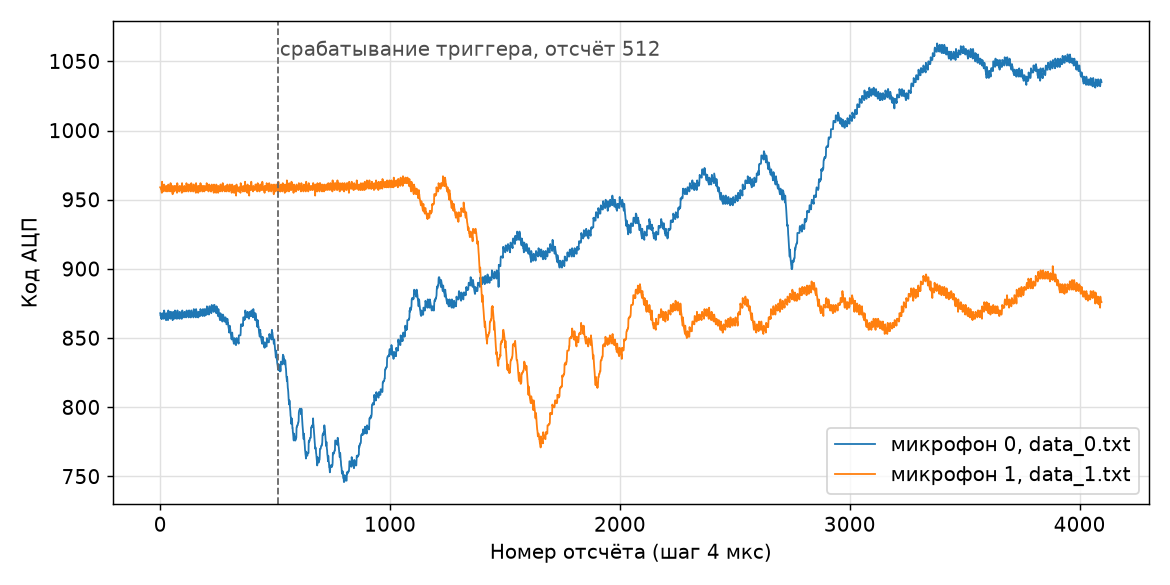 срабатывание триггера, отсчёт 512
Код АЦП
1050
1000
950
900
850
800
750
0
1000
2000
3000
4000
Номер отсчёта (шаг 4 мкс)
микрофон 0, data_0.txt
микрофон 1, data_1.txt